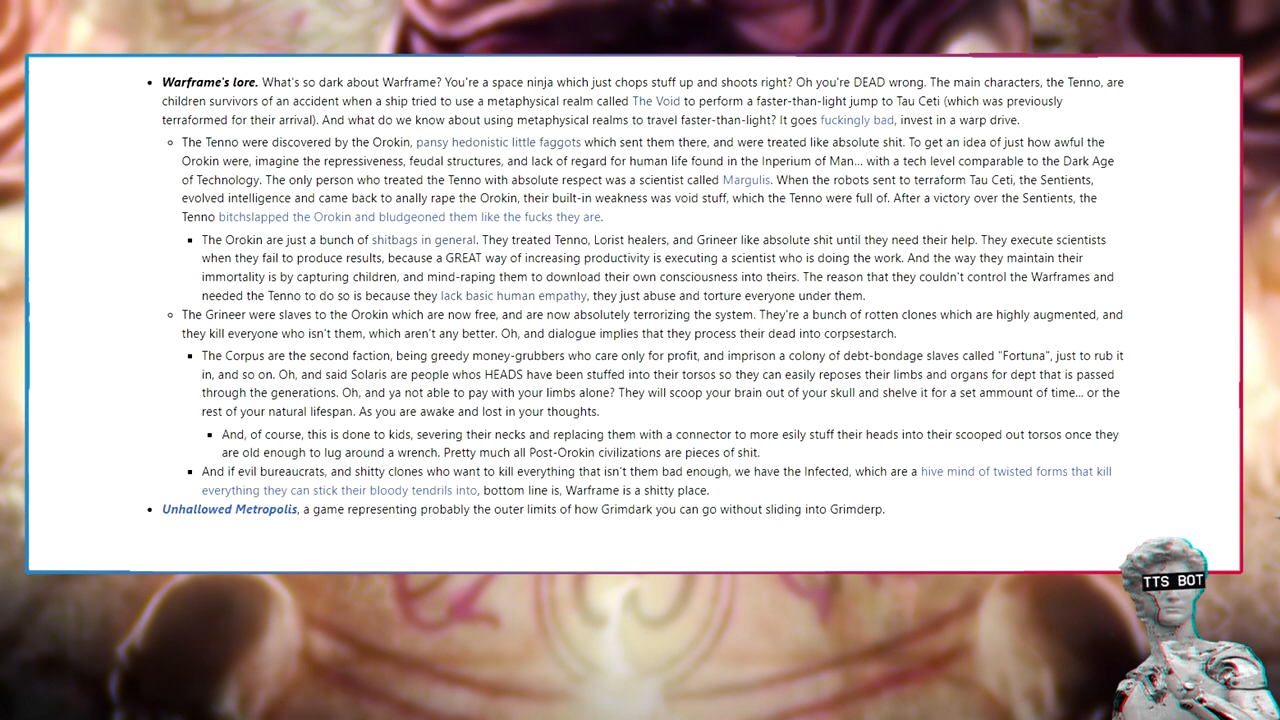 Warframe's lore. What's so dark about Warframe? You're a space ninja which just chops stuff up and shoots right? Oh you're DEAD wrong. The main characters, the Tenno, are
children survivors of an accident when a ship tried to use a metaphysical realm called The Void to perform a faster-than-light jump to Tau Ceti (which was previously
terraformed for their arrival). And what do we know about using metaphysical realms to travel faster-than-light? It goes fuckingly bad, invest in a warp drive.
The Tenno were discovered by the Orokin, pansy hedonistic little faggots which sent them there, and were treated like absolute shit. To get an idea of just how awful the
Orokin were, imagine the repressiveness, feudal structures, and lack of regard for human life found in the Inperium of Man... with a tech level comparable to the Dark Age
of Technology. The only person who treated the Tenno with absolute respect was a scientist called Margulis. When the robots sent to terraform Tau Ceti, the Sentients,
evolved intelligence and came back to anally rape the Orokin, their built-in weakness was void stuff, which the Tenno were full of. After a victory over the Sentients, the
Tenno bitchslapped the Orokin and bludgeoned them like the fucks they are.
The Orokin are just a bunch of shitbags in general. They treated Tenno, Lorist healers, and Grineer like absolute shit until they need their help. They execute scientists
when they fail to produce results, because a GREAT way of increasing productivity is executing a scientist who is doing the work. And the way they maintain their
immortality is by capturing children, and mind-raping them to download their own consciousness into theirs. The reason that they couldn't control the Warframes and
needed the Tenno to do so is because they lack basic human empathy, they just abuse and torture everyone under them.
The Grineer were slaves to the Orokin which are now free, and are now absolutely terrorizing the system. They're a bunch of rotten clones which are highly augmented, and
they kill everyone who isn't them, which aren't any better. Oh, and dialogue implies that they process their dead into corpsestarch.
The Corpus are the second faction, being greedy money-grubbers who care only for profit, and imprison a colony of debt-bondage slaves called "Fortuna", just to rub it
in, and so on. Oh, and said Solaris are people whos HEADS have been stuffed into their torsos so they can easily reposes their limbs and organs for dept that is passed
through the generations. Oh, and ya not able to pay with your limbs alone? They will scoop your brain out of your skull and shelve it for a set ammount of time... or the
rest of your natural lifespan. As you are awake and lost in your thoughts.
And, of course, this is done to kids, severing their necks and replacing them with a connector to more esily stuff their heads into their scooped out torsos once they
are old enough to lug around a wrench. Pretty much all Post-Orokin civilizations are pieces of shit.
And if evil bureaucrats, and shitty clones who want to kill everything that isn't them bad enough, we have the Infected, which are a hive mind of twisted forms that kill
everything they can stick their bloody tendrils into, bottom line is, Warframe is a shitty place.
Unhallowed Metropolis, a game representing probably the outer limits of how Grimdark you can go without sliding into Grimderp.
TTS BOT